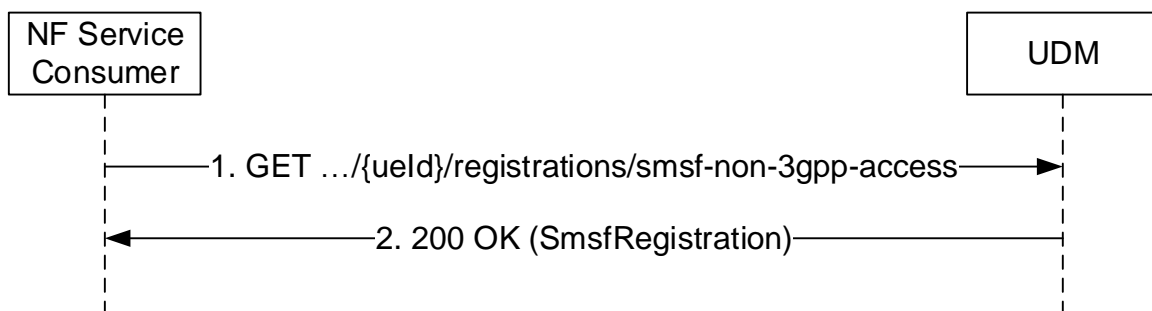 NF Service
Consumer
UDM
1. GET …/{ueId}/registrations/smsf-non-3gpp-access
2. 200 OK (SmsfRegistration)